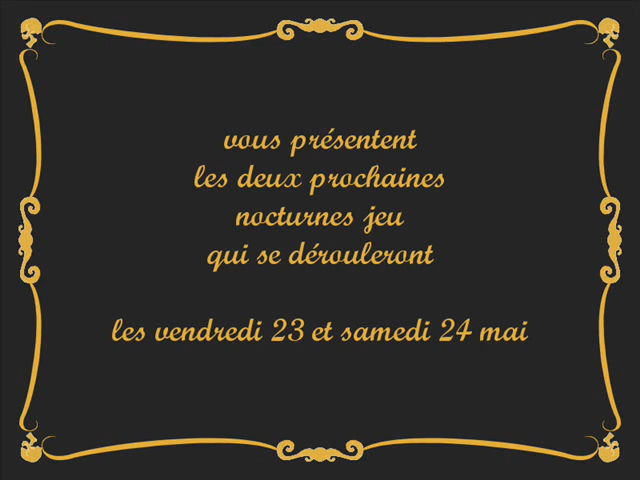 vous présentent
les deux prochaines
nocturnes jeu
qui se dérouleront
les vendredi 23 et samedi 24 mai